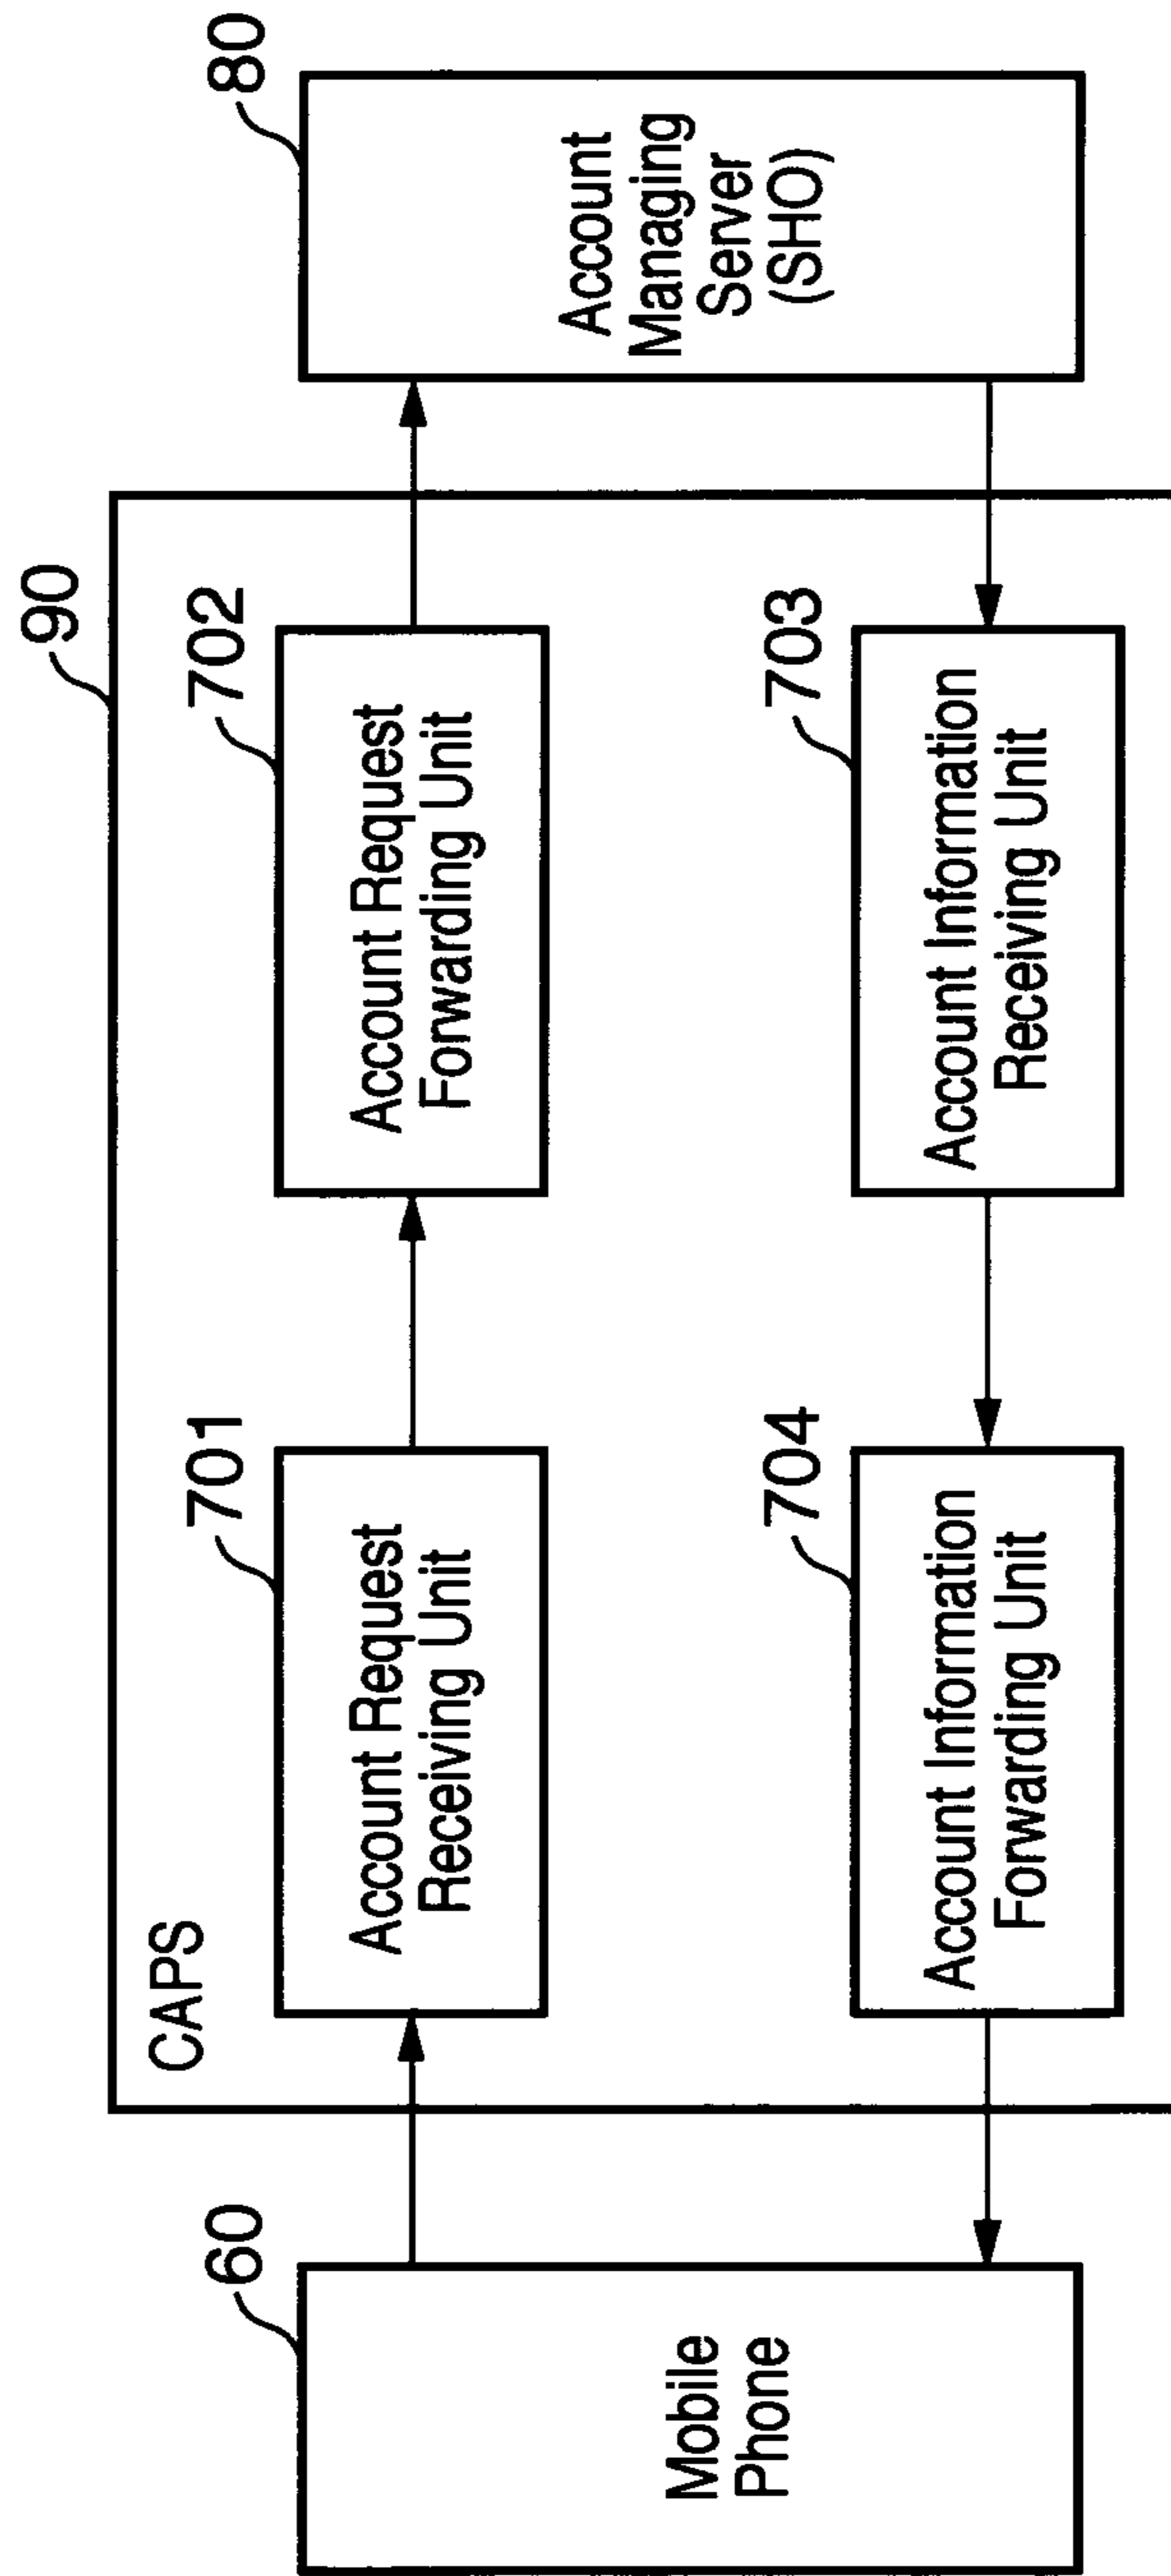 90
CAPS
60
Mobile
Phone
701
Account Request
Receiving Unit
702
Account Request
Forwarding Unit
80
Account
Managing
Server
(SHO)
704
Account Information
Forwarding Unit
703
Account Information
Receiving Unit